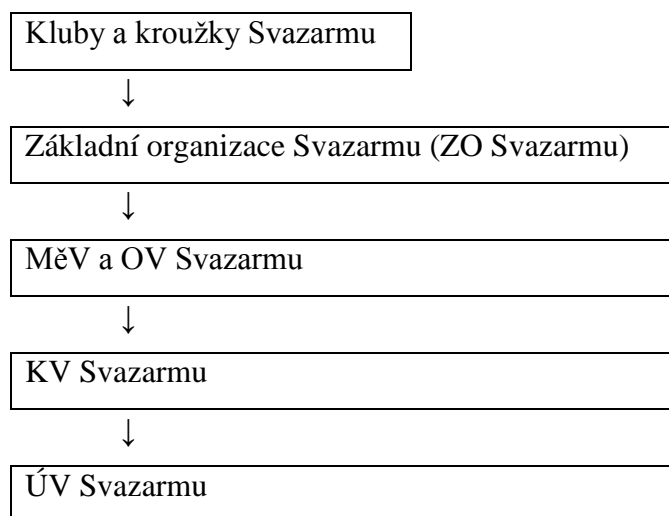 Kluby a kroužky Svazarmu
↓
Základní organizace Svazarmu (ZO Svazarmu)
↓
MěV a OV Svazarmu
↓
KV Svazarmu
↓
ÚV Svazarmu